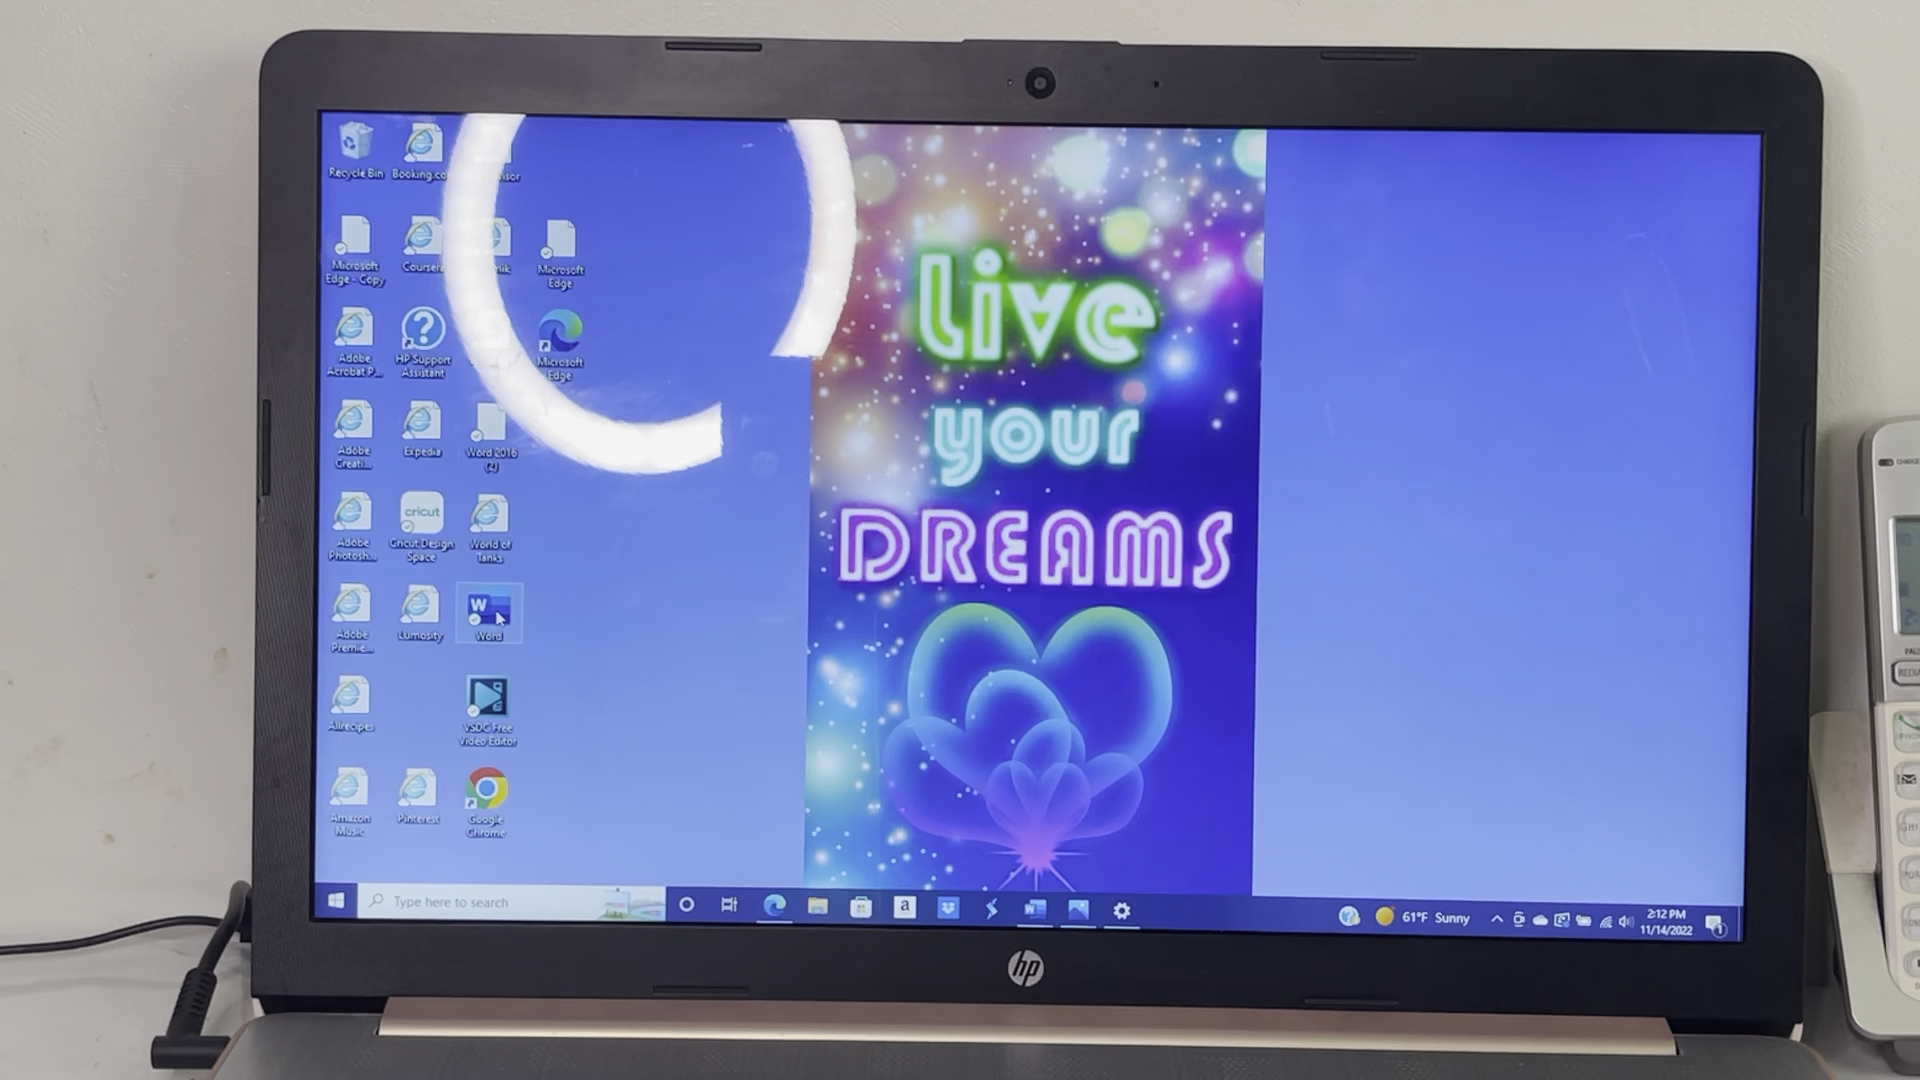 Recycle Bin
Microsoft
Edge - Copy
Adobe
Acrobat P...
Adobe
Creati...
Adobe
Photosh...
Adobe
Premie...
Allrecipes
Amazon
Music
HP Support
Assistant
Expedia
cricut
Cricut Design
Space
Lumosity
Pinterest
Word 2016
(2)
World of
Tanks
W
Word
VSDC Free
Video Editor
Google
Chrome
Microsoft
Edge
Microsoft
Edge
Live
your
DREAMS
Type here to search
a
61°F Sunny
2:12 PM
11/14/2022
1
hp